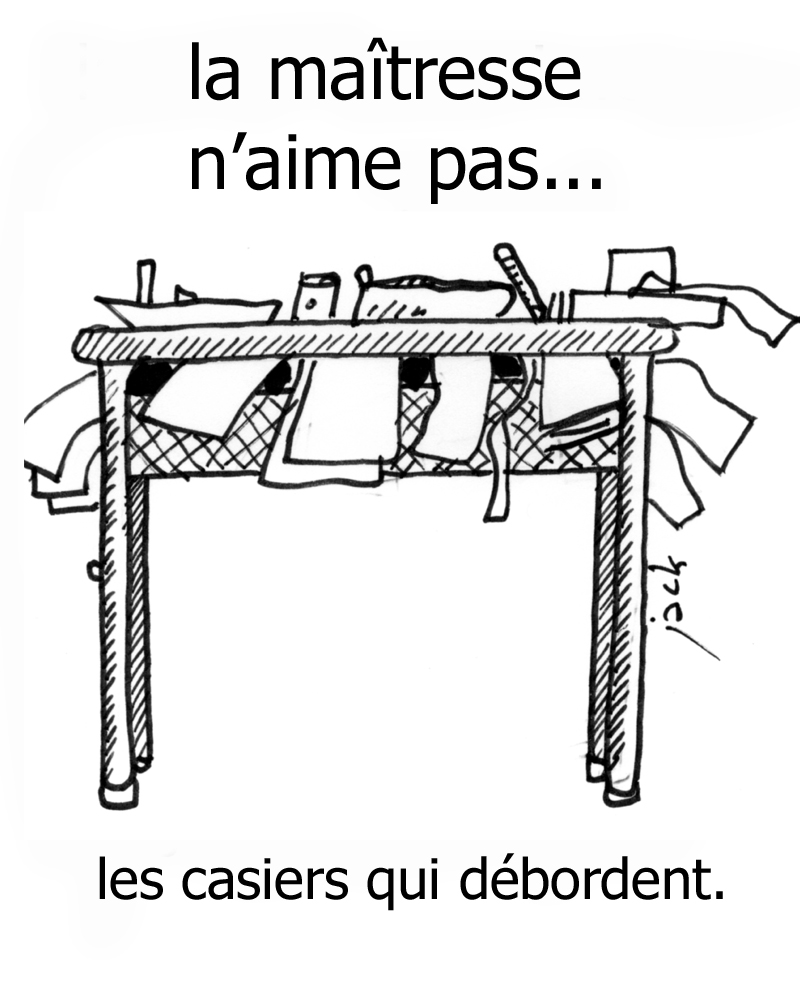 la maîtresse
n'aime pas...
jack
les casiers qui débordent.